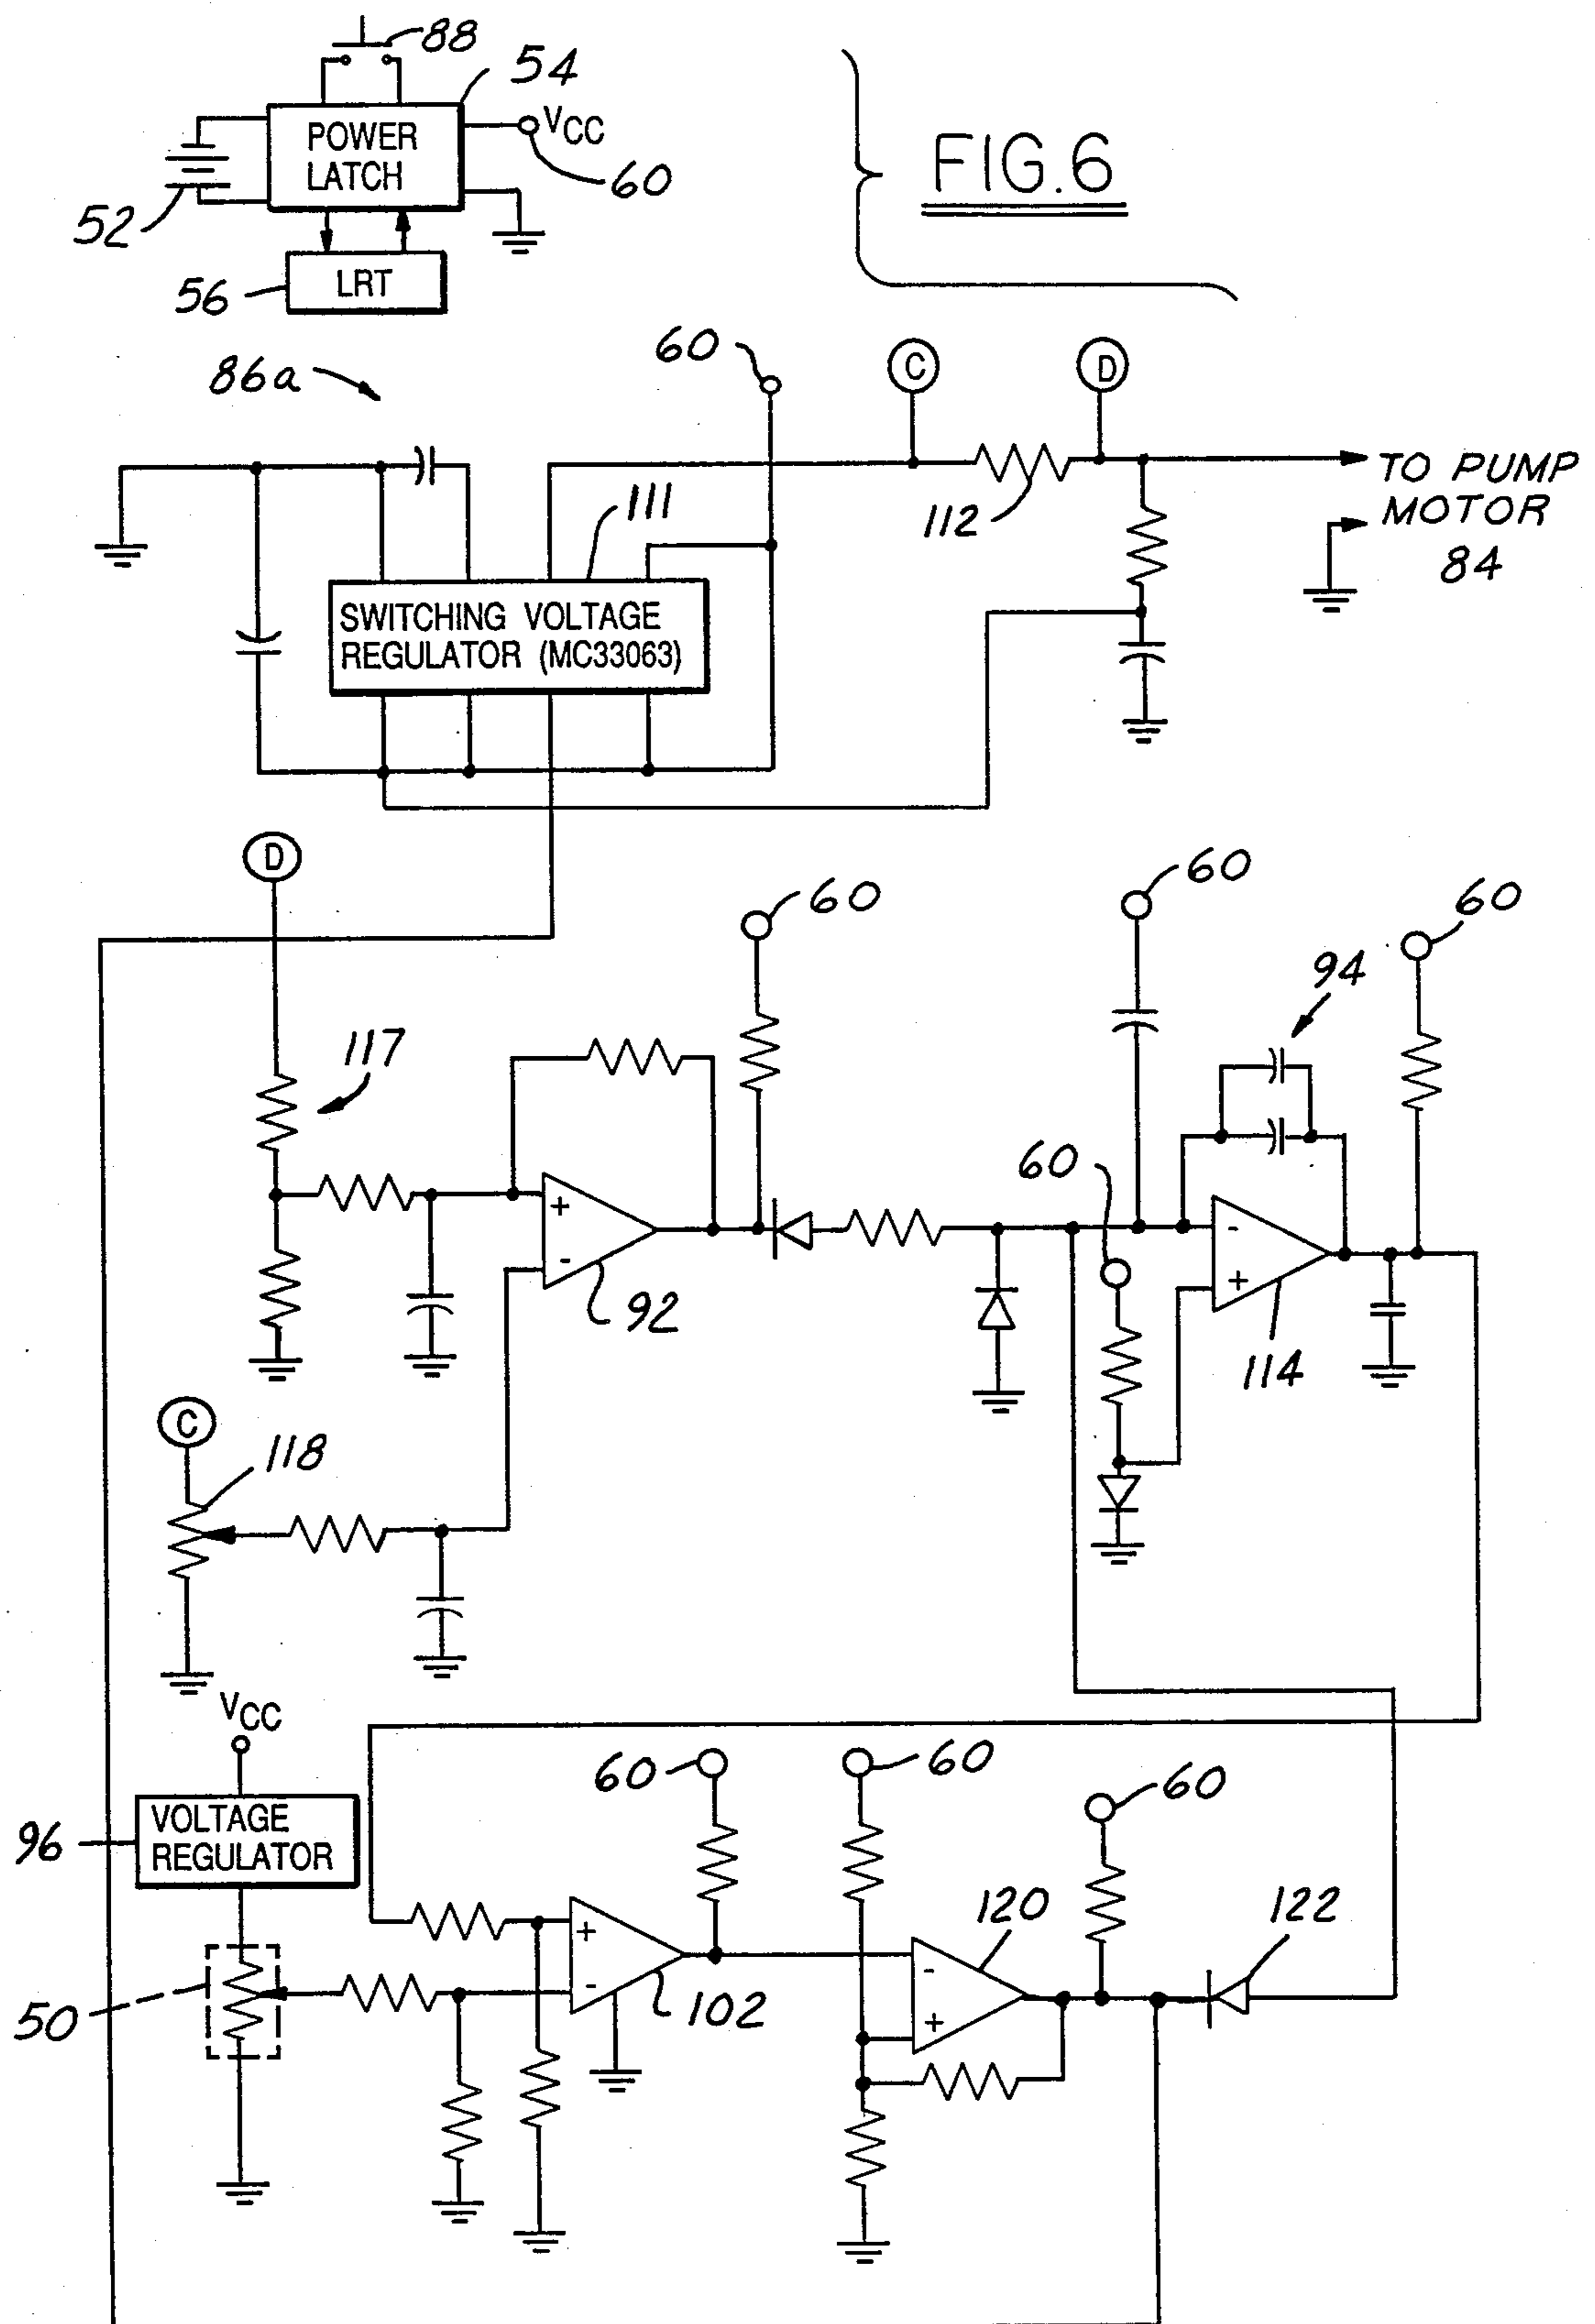 88
54
POWER
LATCH
VCC
60
52
LRT
56
FIG.6
86a
60
C
D
TO PUMP
MOTOR
84
112
111
SWITCHING VOLTAGE
REGULATOR (MC33063)
D
60
60
60
94
117
60
+
-
92
-
+
114
C
118
VCC
60
60
60
VOLTAGE
REGULATOR
96
+
-
102
120
-
+
122
50